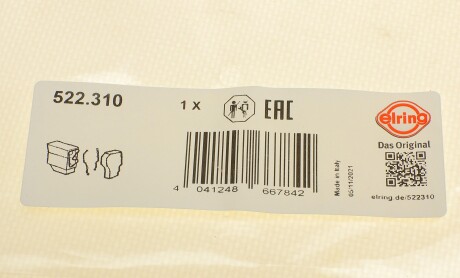 522.310
1 X
EAC
elring
Das Original
4 041248 667842
Made in Italy
05/11/2021
elring.de/522310